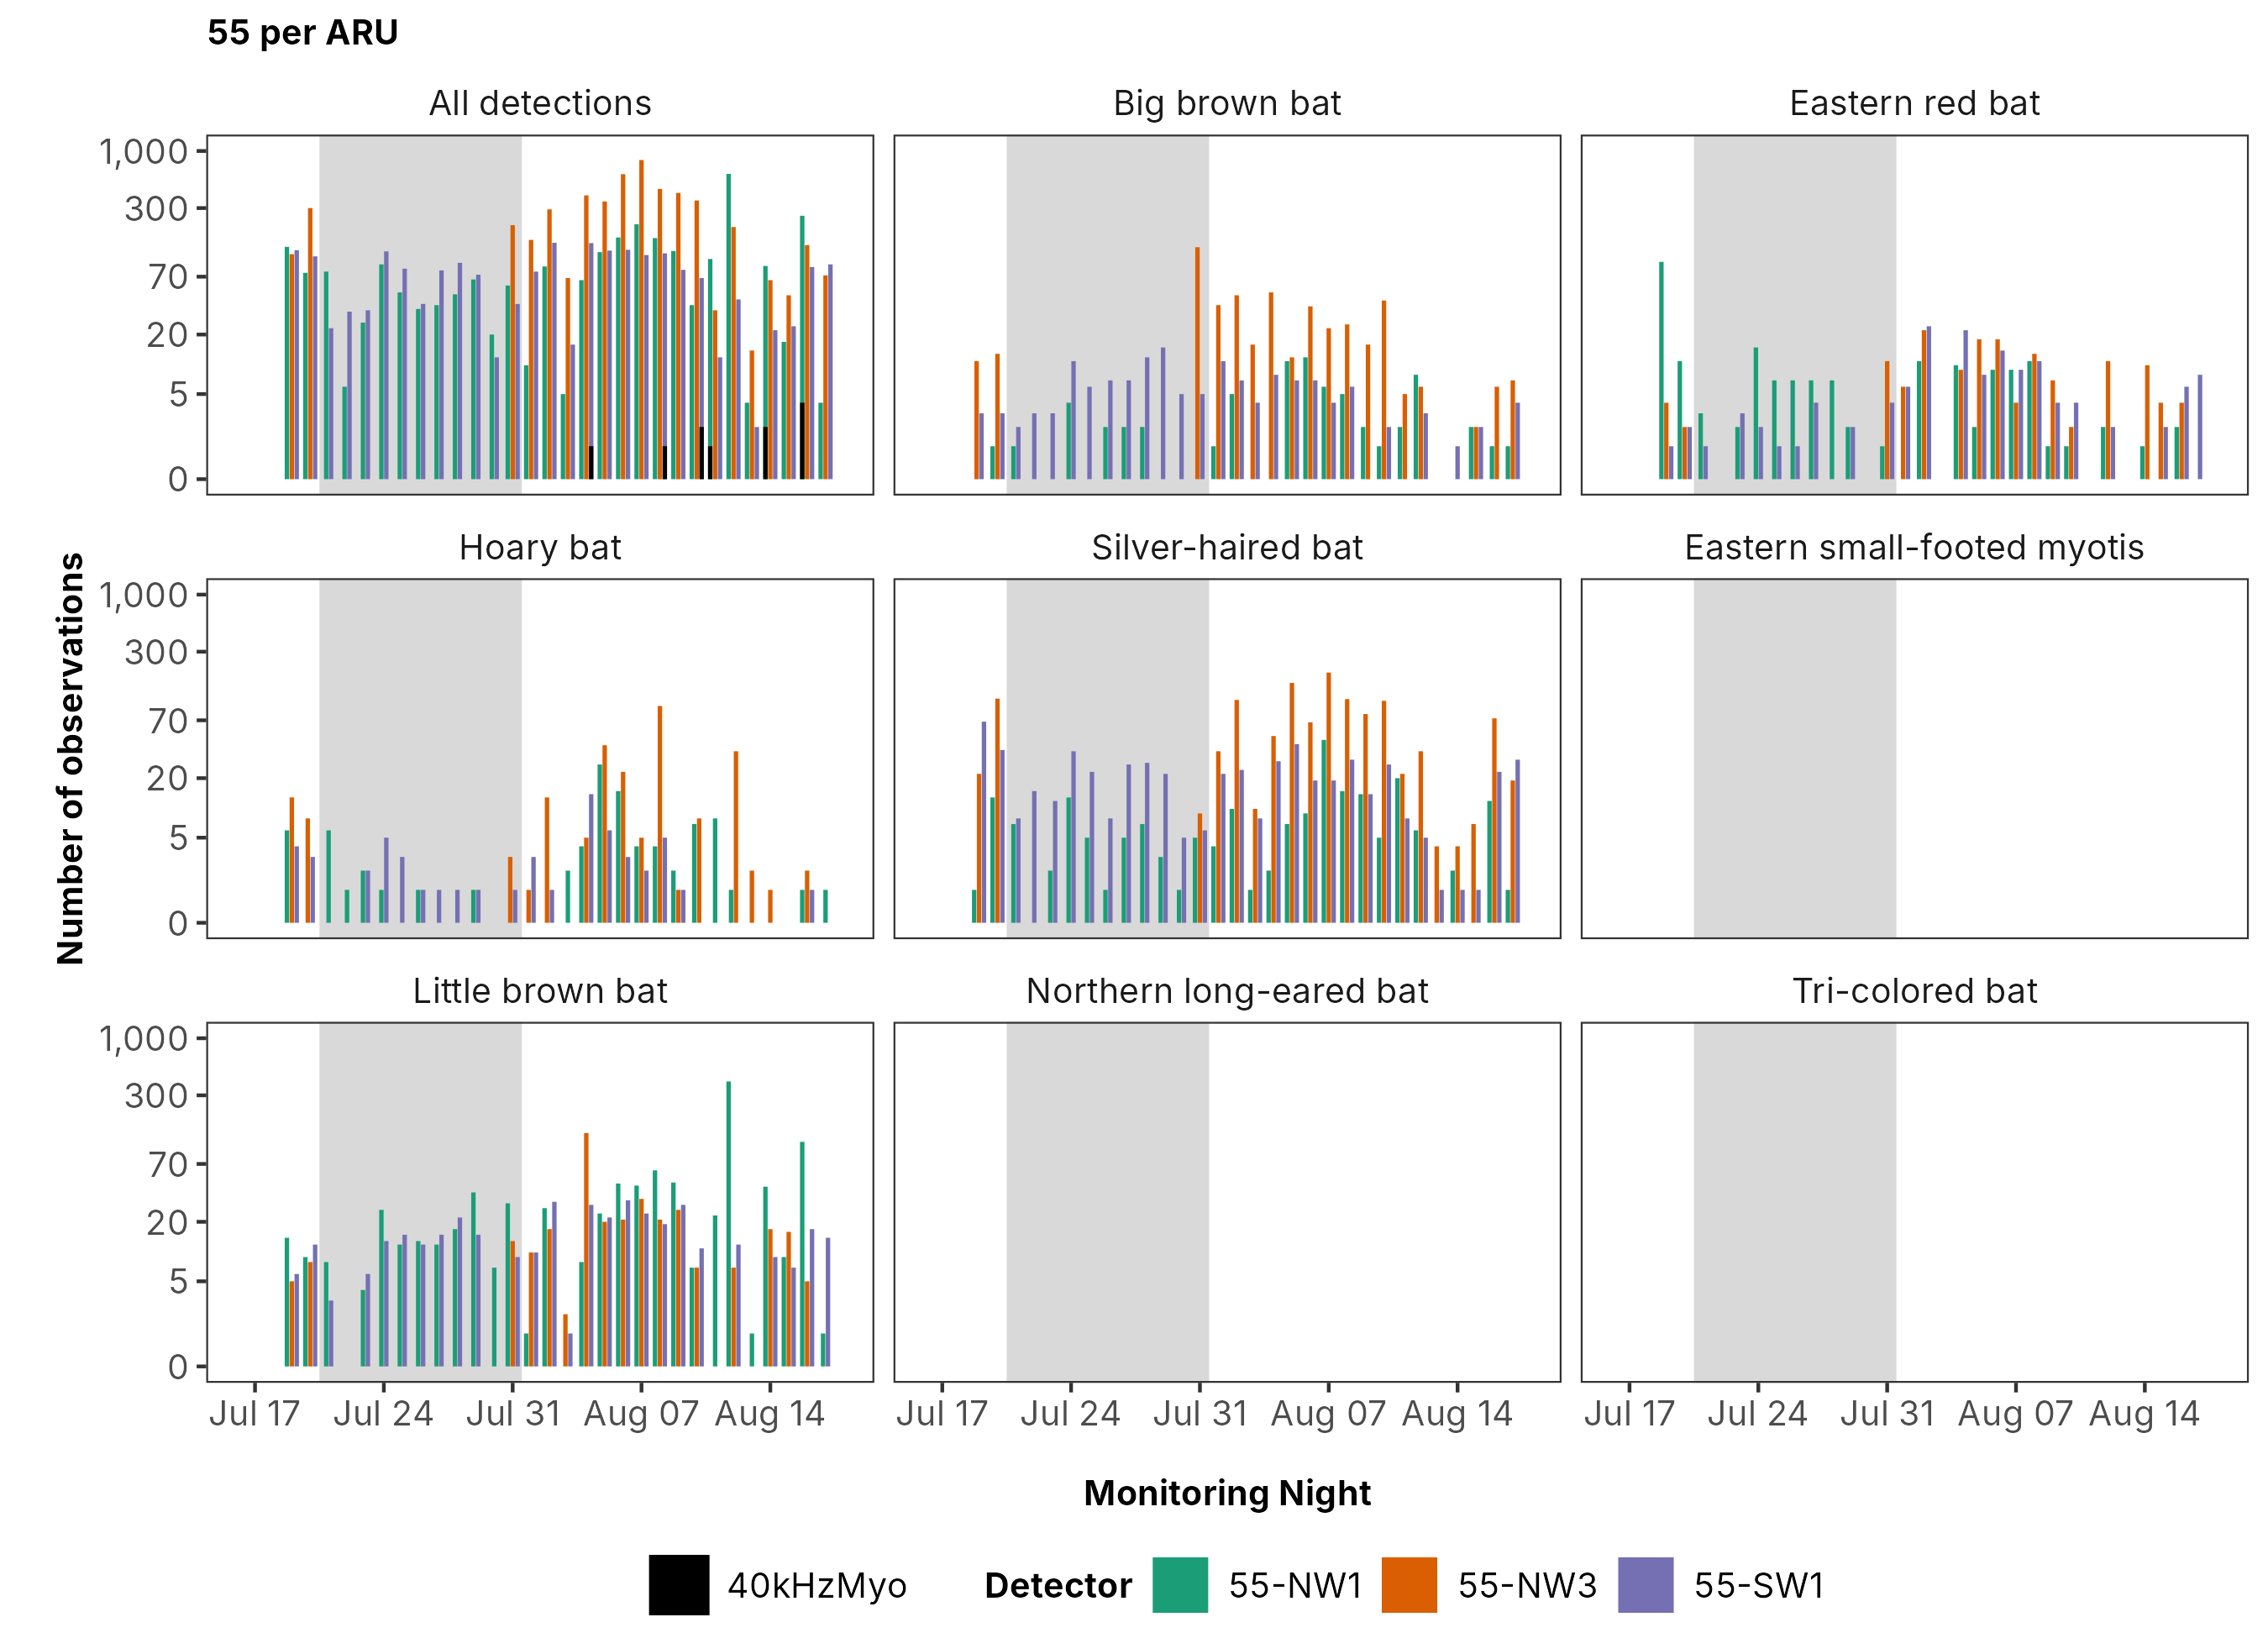 55 per ARU
All detections
Big brown bat
Eastern red bat
1,000
300
70
20
5
0
Hoary bat
Silver-haired bat
Eastern small-footed myotis
1,000
300
70
20
5
0
Number of observations
Little brown bat
Northern long-eared bat
Tri-colored bat
1,000
300
70
20
5
0
Jul 17 Jul 24 Jul 31 Aug 07 Aug 14
Jul 17 Jul 24 Jul 31 Aug 07 Aug 14
Jul 17 Jul 24 Jul 31 Aug 07 Aug 14
Monitoring Night
40kHzMyo Detector 55-NW1 55-NW3 55-SW1